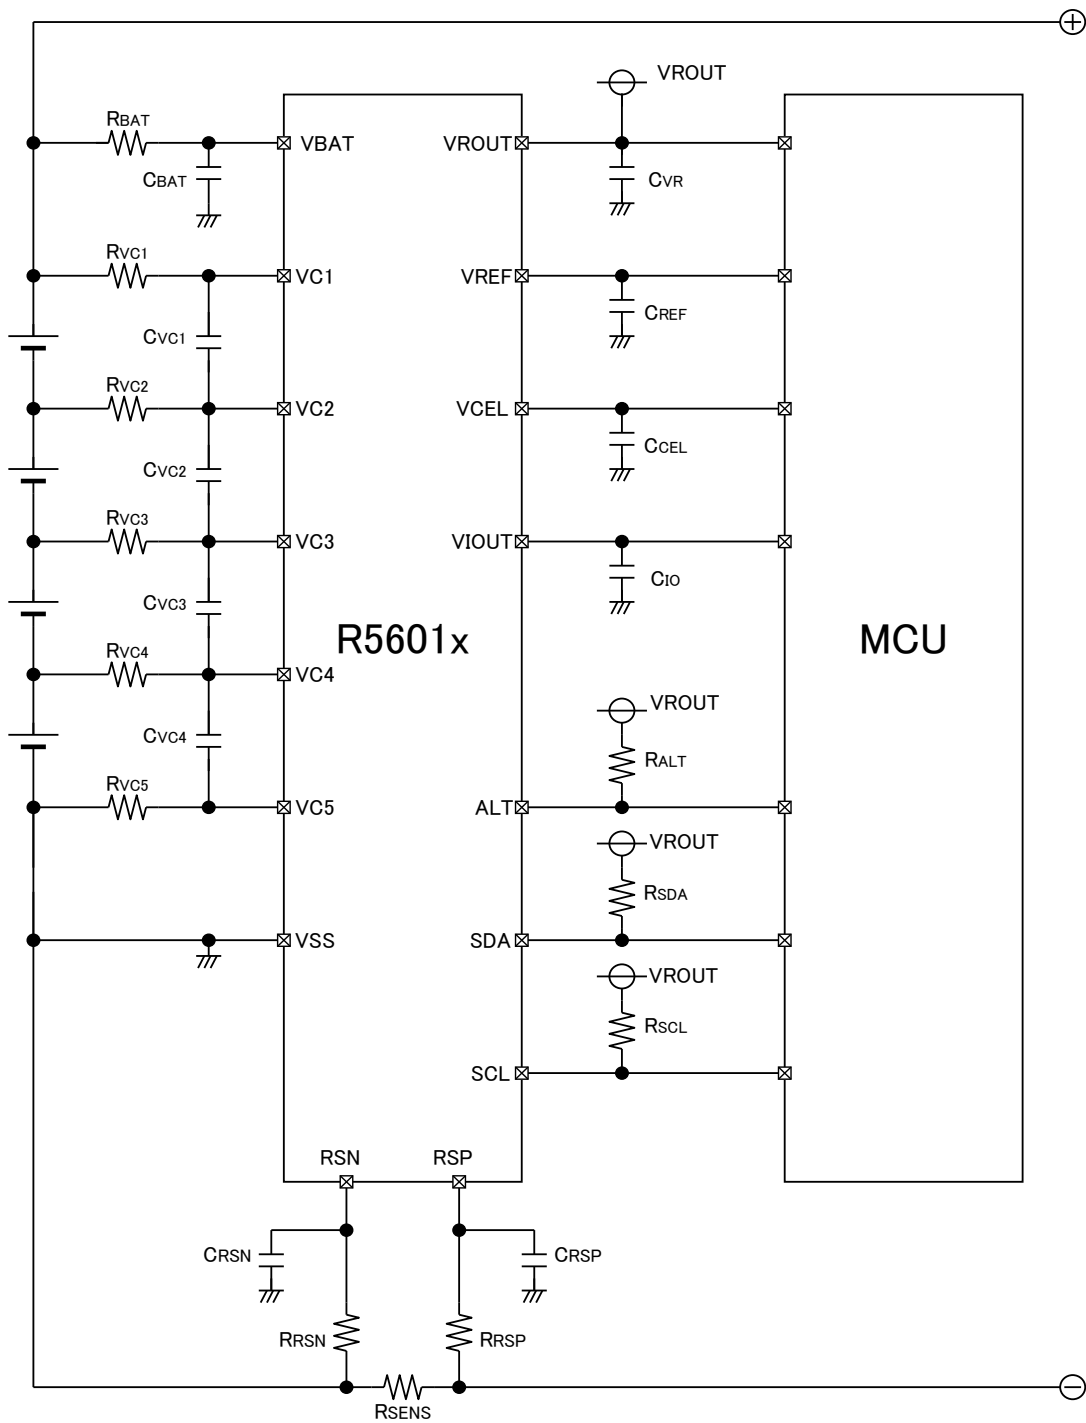 VROUT
RBAT
VBAT
VROUT
CBAT
CVR
RVC1
VC1
VREF
CREF
CVC1
RVC2
VC2
VCEL
CCEL
CVC2
RVC3
VC3
VIOUT
CIO
CVC3
R5601x
MCU
RVC4
VC4
VROUT
CVC4
RALT
RVC5
VC5
ALT
VROUT
RSDA
VSS
SDA
VROUT
RSCL
SCL
RSN
RSP
CRSN
CRSP
RRSN
RRSP
RSENS